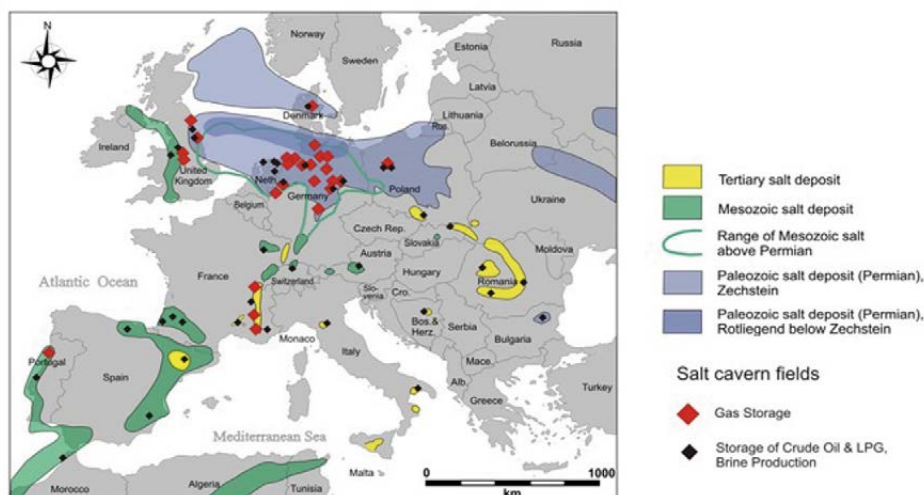 N
Norway
Sweden
Estonia
Russia
Latvia
Denmark
Lithuania
Rus.
Ireland
Belorussia
United
Kingdom
Neth.
Poland
Germany
Belgium
Ukraine
Czech Rep.
Slovakia
Moldova
Atlantic Ocean
France
Austria
Switzerland
Hungary
Romania
Slo-
venia
Cro.
Bos.&
Herz.
Serbia
Monaco
Bulgaria
Portugal
Spain
Italy
Mace.
Alb.
Greece
Turkey
Mediterranean Sea
Malta
Morocco
Algeria
Tunisia
0
1000
km
Tertiary salt deposit
Mesozoic salt deposit
Range of Mesozoic salt
above Permian
Paleozoic salt deposit (Permian),
Zechstein
Paleozoic salt deposit (Permian),
Rotliegend below Zechstein
Salt cavern fields
Gas Storage
Storage of Crude Oil & LPG,
Brine Production